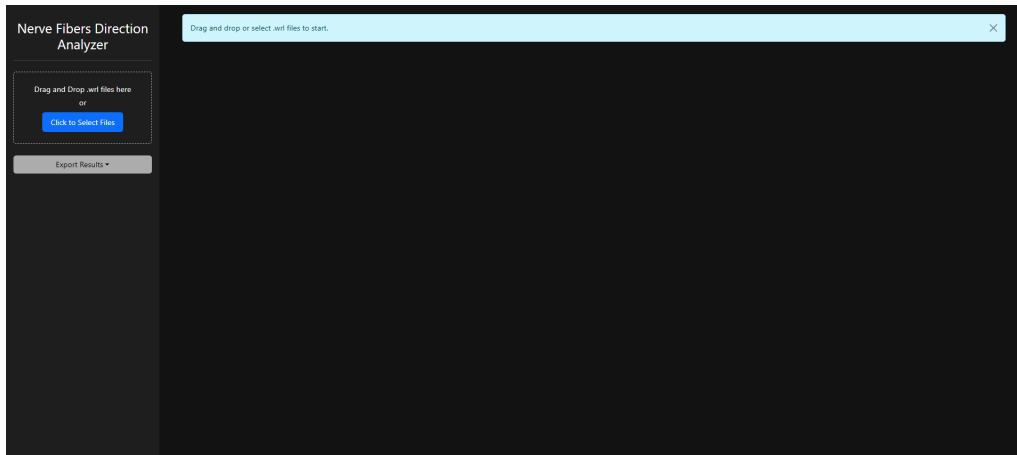 Nerve Fibers Direction
Analyzer
Drag and Drop .wrl files here
or
Click to Select Files
Export Results
Drag and drop or select .wrl files to start.